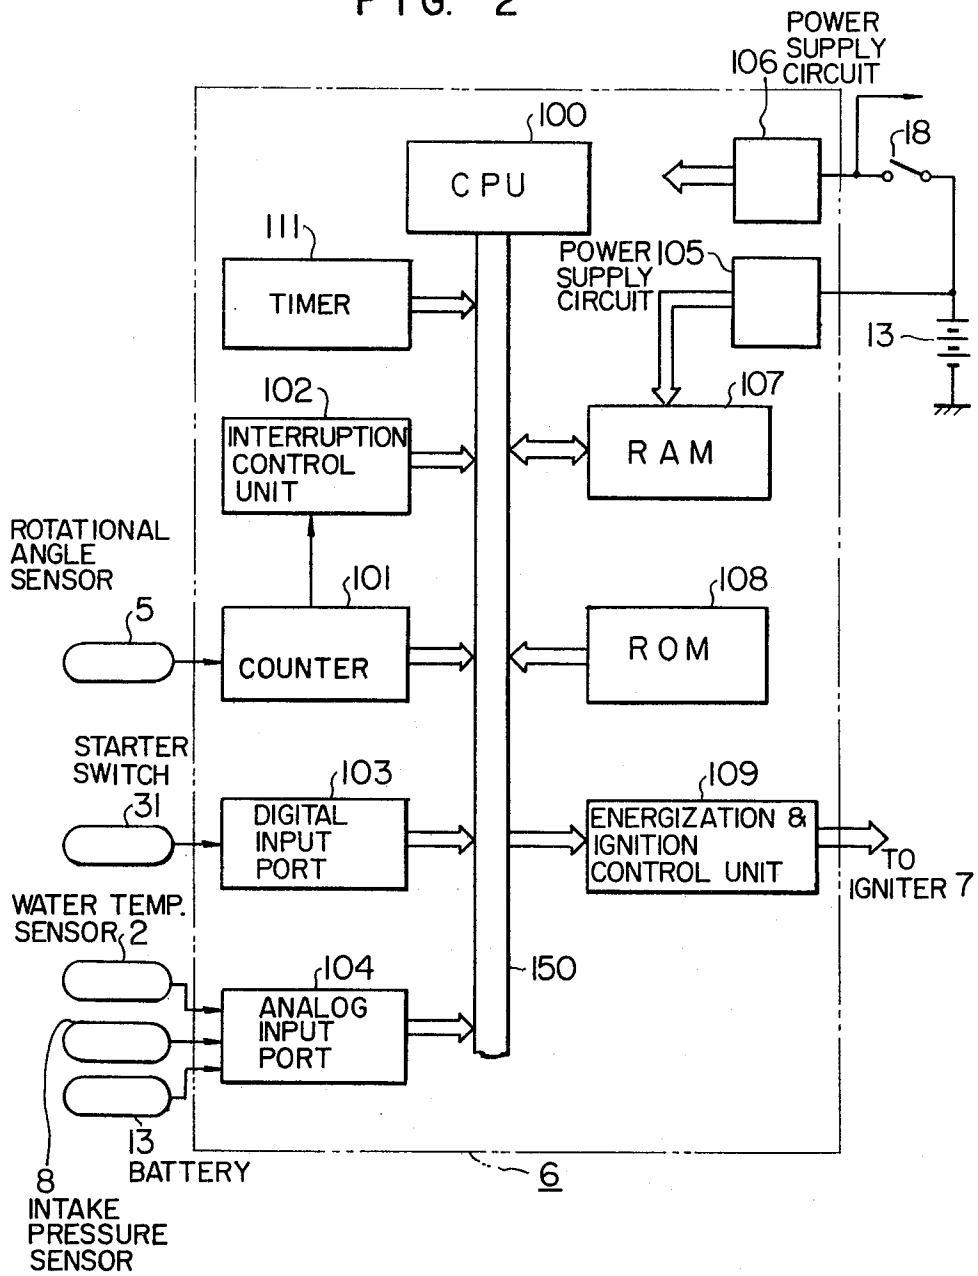 FIG. 2
POWER
SUPPLY
CIRCUIT
106
100
18
CPU
111
TIMER
POWER
SUPPLY
CIRCUIT
105
13
102
INTERRUPTION
CONTROL
UNIT
107
RAM
ROTATIONAL
ANGLE
SENSOR
5
101
COUNTER
108
ROM
STARTER
SWITCH
31
103
DIGITAL
INPUT
PORT
109
ENERGIZATION &
IGNITION
CONTROL UNIT
TO
IGNITER 7
WATER TEMP.
SENSOR 2
104
ANALOG
INPUT
PORT
150
13
BATTERY
8
INTAKE
PRESSURE
SENSOR
6